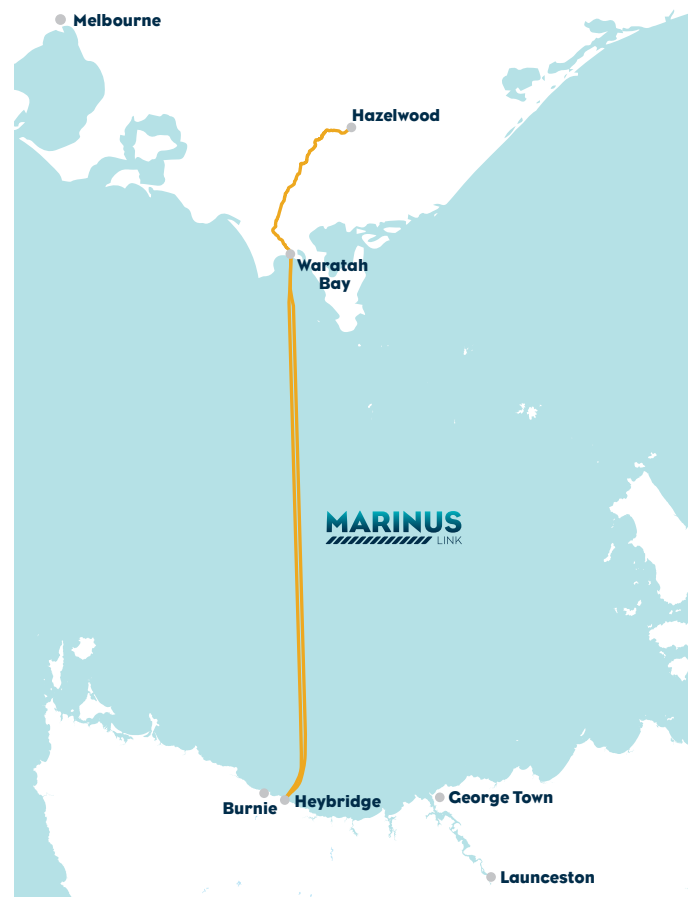 Melbourne
Hazelwood
Waratah
Bay
MARINUS
LINK
Heybridge
Burnie
George Town
Launceston